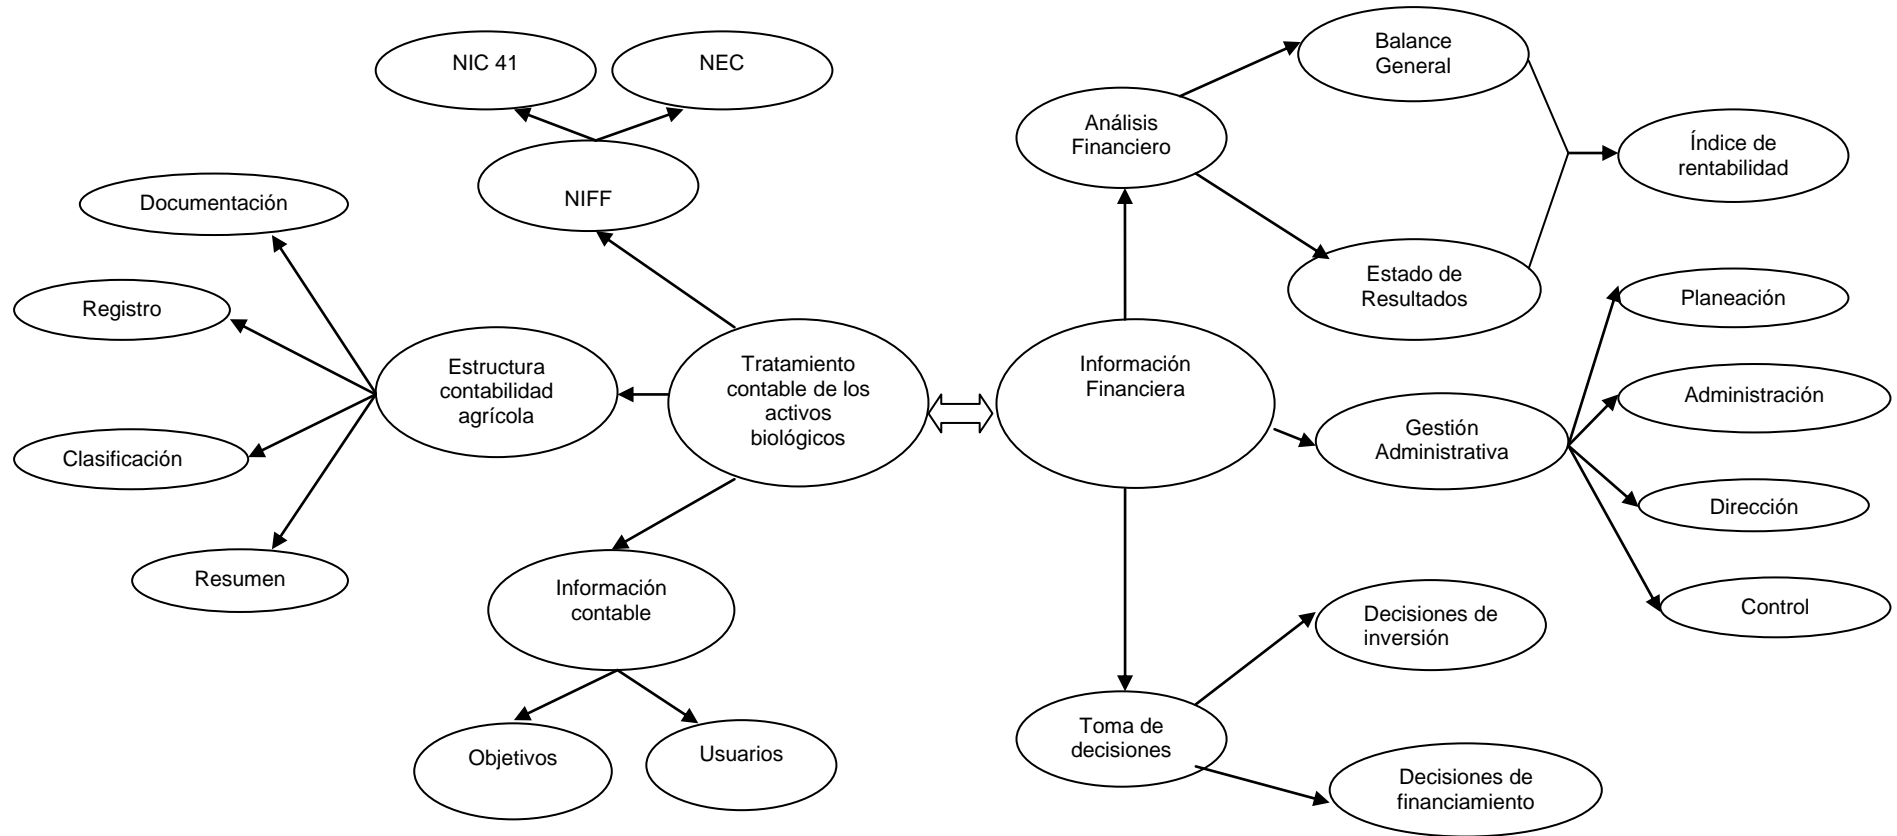 NIC 41
NEC
NIFF
Documentación
Registro
Clasificación
Resumen
Estructura
contabilidad
agrícola
Tratamiento
contable de los
activos
biológicos
Información
contable
Objetivos
Usuarios
Información
Financiera
Análisis
Financiero
Balance
General
Estado de
Resultados
Índice de
rentabilidad
Gestión
Administrativa
Planeación
Administración
Dirección
Control
Toma de
decisiones
Decisiones de
inversión
Decisiones de
financiamiento